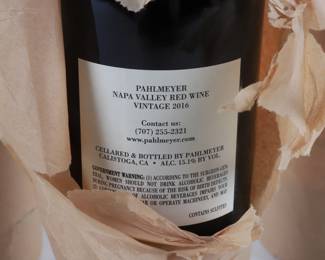 PAHLMEYER
NAPA VALLEY RED WINE
VINTAGE 2016
Contact us:
(707) 255-2321
www.pahlmeyer.com
CELLARED & BOTTLED BY PAHLMEYER
CALISTOGA, CA • ALC. 15.1% BY VOL.
GOVERNMENT WARNING: (1) ACCORDING TO THE SURGEON GEN-
ERAL, WOMEN SHOULD NOT DRINK ALCOHOLIC BEVERAGES
DURING PREGNANCY BECAUSE OF THE RISK OF BIRTH DEFECTS.
OF ALCOHOLIC BEVERAGES IMPAIRS YOUR
CAR OR OPERATE MACHINERY, AND MAY
CONTAINS SULFITES